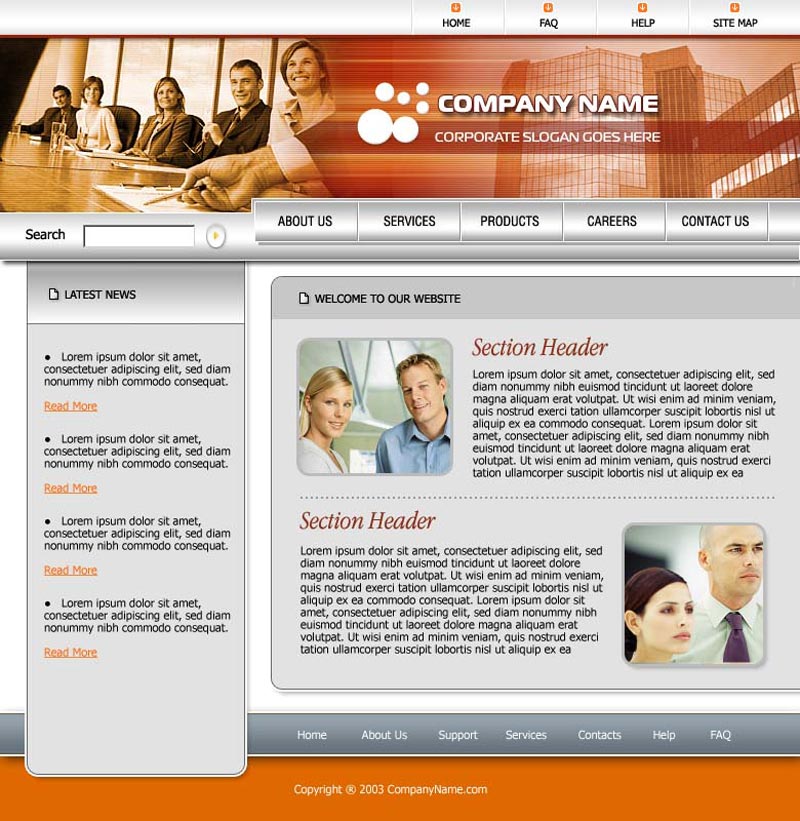 HOME FAQ HELP SITE MAP
COMPANY NAME
CORPORATE SLOGAN GOES HERE
ABOUT US SERVICES PRODUCTS CAREERS CONTACT US
Search
LATEST NEWS
• Lorem ipsum dolor sit amet,
consectetuer adipiscing elit, sed diam
nonummy nibh commodo consequat.
Read More
• Lorem ipsum dolor sit amet,
consectetuer adipiscing elit, sed diam
nonummy nibh commodo consequat.
Read More
• Lorem ipsum dolor sit amet,
consectetuer adipiscing elit, sed diam
nonummy nibh commodo consequat.
Read More
• Lorem ipsum dolor sit amet,
consectetuer adipiscing elit, sed diam
nonummy nibh commodo consequat.
Read More
WELCOME TO OUR WEBSITE
Section Header
Lorem ipsum dolor sit amet, consectetuer adipiscing elit, sed
diam nonummy nibh euismod tincidunt ut laoreet dolore
magna aliquam erat volutpat. Ut wisi enim ad minim veniam,
quis nostrud exerci tation ullamcorper suscipit lobortis nisl ut
aliquip ex ea commodo consequat. Lorem ipsum dolor sit
amet, consectetuer adipiscing elit, sed diam nonummy nibh
euismod tincidunt ut laoreet dolore magna aliquam erat
volutpat. Ut wisi enim ad minim veniam, quis nostrud exerci
tation ullamcorper suscipit lobortis nisl ut aliquip ex ea
Section Header
Lorem ipsum dolor sit amet, consectetuer adipiscing elit, sed
diam nonummy nibh euismod tincidunt ut laoreet dolore
magna aliquam erat volutpat. Ut wisi enim ad minim veniam,
quis nostrud exerci tation ullamcorper suscipit lobortis nisl ut
aliquip ex ea commodo consequat. Lorem ipsum dolor sit
amet, consectetuer adipiscing elit, sed diam nonummy nibh
euismod tincidunt ut laoreet dolore magna aliquam erat
volutpat. Ut wisi enim ad minim veniam, quis nostrud exerci
tation ullamcorper suscipit lobortis nisl ut aliquip ex ea
Home About Us Support Services Contacts Help FAQ
Copyright ® 2003 CompanyName.com